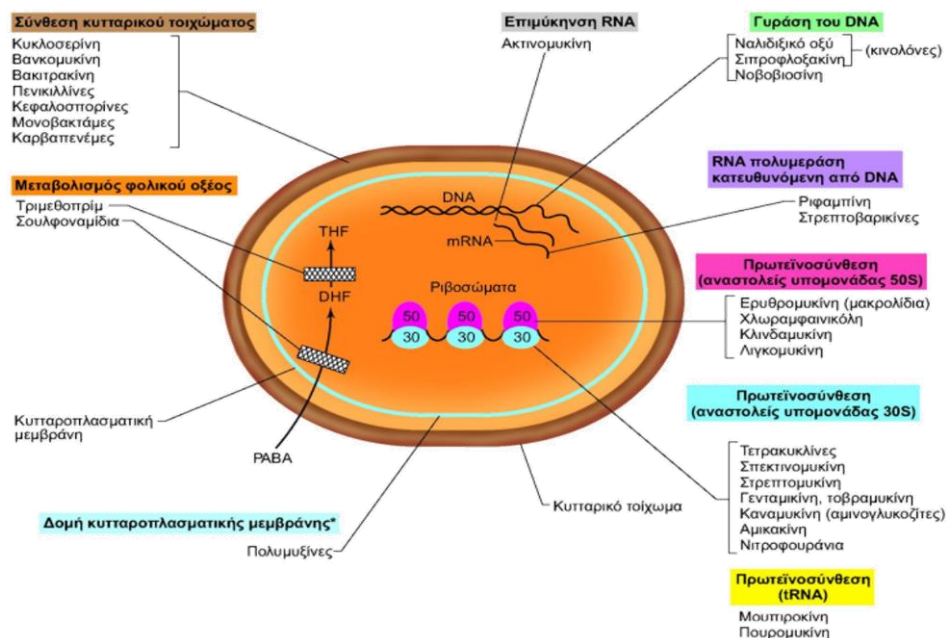 Σύνθεση κυτταρικού τοιχώματος
Κυκλοσερίνη
Βανκομυκίνη
Βακιτρακίνη
Πενικιλλίνες
Κεφαλοσπορίνες
Μονοβακτάμες
Καρβαπενέμες
Επιμύκηνση RNA
Ακτινομυκίνη
Γυράση του DNA
Ναλιδιξικό οξύ
Σιπροφλοξακίνη
(κινολόνες)
Νοβοβιοσίνη
Μεταβολισμός φολικού οξέος
Τριμεθοπρίμ
Σουλφοναμίδια
RNA πολυμεράση
κατευθυνόμενη από DNA
Ριφαμπίνη
Στρεπτοβαρικίνες
DNA
mRNA
THF
DHF
PABA
Ριβοσώματα
50 50 50
30 30 30
Πρωτεϊνοσύνθεση
(αναστολείς υπομονάδας 50S)
Ερυθρομυκίνη (μακρολίδια)
Χλωραμφαινικόλη
Κλινδαμυκίνη
Λιγκομυκίνη
Πρωτεϊνοσύνθεση
(αναστολείς υπομονάδας 30S)
Τετρακυκλίνες
Σπεκτινομυκίνη
Στρεπτομυκίνη
Γενταμικίνη, τοβραμυκίνη
Καναμυκίνη (αμινογλυκοζίτες)
Αμικακίνη
Νιτροφουράνια
Κυτταροπλασματική
μεμβράνη
Κυτταρικό τοίχωμα
Δομή κυτταροπλασματικής μεμβράνης*
Πολυμυξίνες
Πρωτεϊνοσύνθεση
(tRNA)
Μουπιροκίνη
Πουρομυκίνη